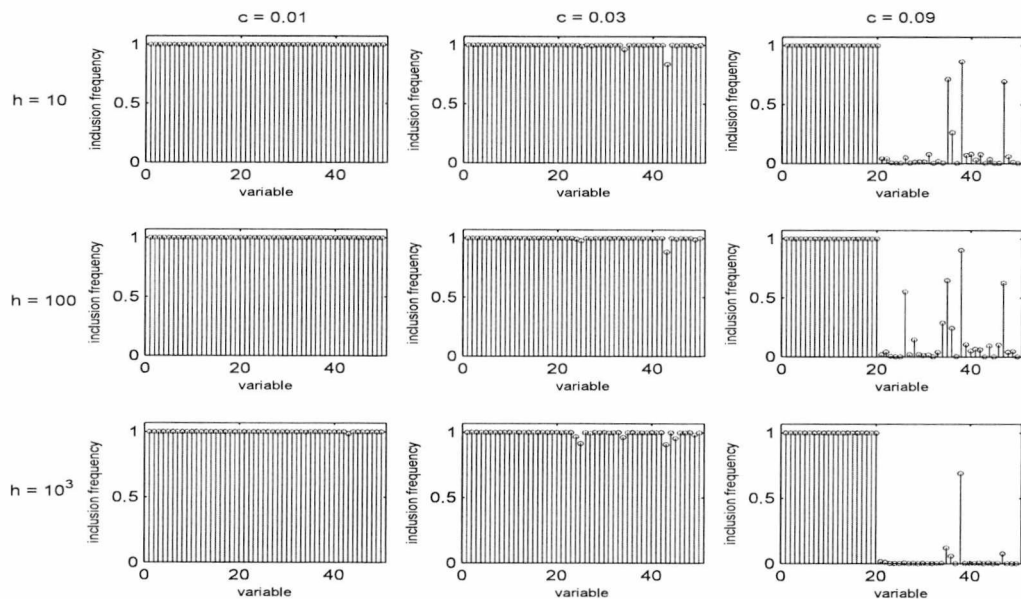 c = 0.01 c = 0.03 c = 0.09
h = 10
inclusion frequency
1
0.5
0
0 20 40
variable
inclusion frequency
1
0.5
0
0 20 40
variable
inclusion frequency
1
0.5
0
0 20 40
variable
h = 100
inclusion frequency
1
0.5
0
0 20 40
variable
inclusion frequency
1
0.5
0
0 20 40
variable
inclusion frequency
1
0.5
0
0 20 40
variable
h = 10³
inclusion frequency
1
0.5
0
0 20 40
variable
inclusion frequency
1
0.5
0
0 20 40
variable
inclusion frequency
1
0.5
0
0 20 40
variable